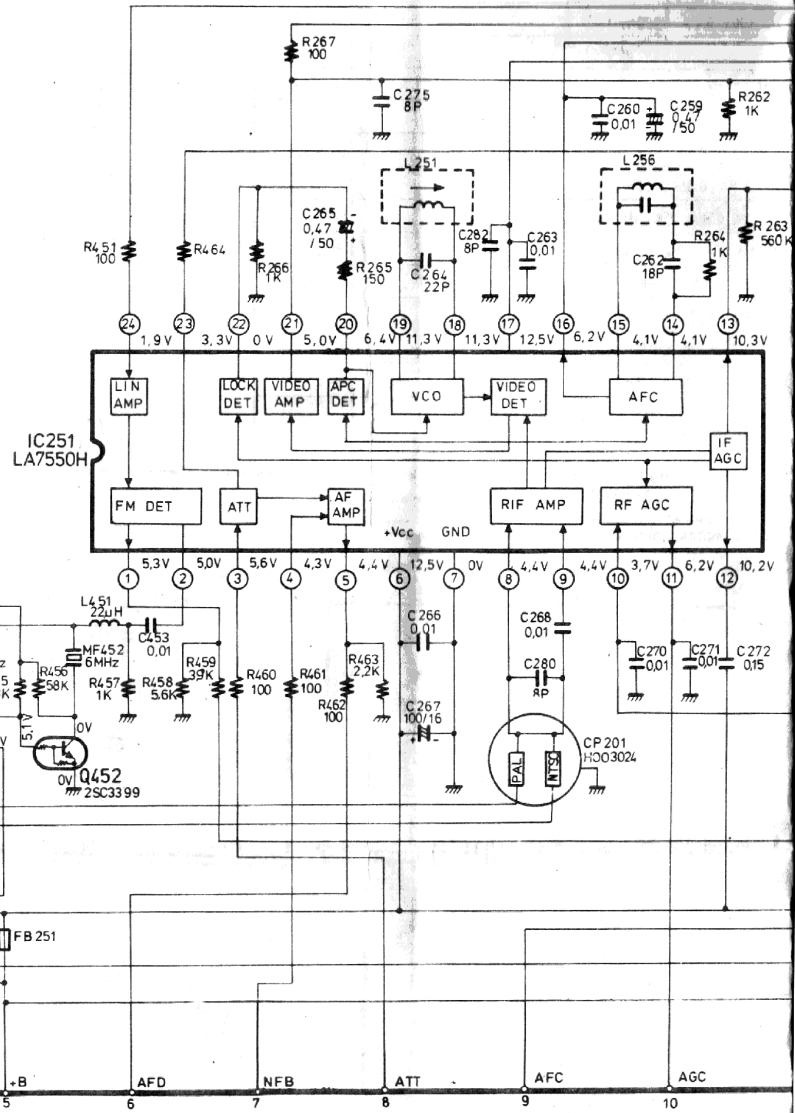 R267
100
C275
8P
C260
0,01
C259
0,47
/50
R262
1K
L251
L256
C265
0,47
/50
R451
100
R464
R266
1K
R265
150
C264
22P
C282
8P
C263
0,01
C262
18P
R264
1K
R263
560K
24 23 22 21 20 19 18 17 16 15 14 13
1,9V 3,3V 0V 5,0V 6,4V 11,3V 11,3V 12,5V 6,2V 4,1V 4,1V 10,3V
LIN
AMP
LOCK
DET
VIDEO
AMP
APC
DET
VCO
VIDEO
DET
AFC
IC251
LA7550H
IF
AGC
FM DET
ATT
AF
AMP
RIF AMP
RF AGC
+Vcc
GND
5,3V 5,0V 5,6V 4,3V 4,4V 12,5V 0V 4,4V 4,4V 3,7V 6,2V 10,2V
1 2 3 4 5 6 7 8 9 10 11 12
L451
22µH
C453
0,01
MF452
6MHz
R456
58K
R457
1K
R458
5.6K
R459
39K
R460
100
R461
100
R462
100
R463
2,2K
C266
0,01
C267
100/16
C268
0,01
C280
8P
C270
0,01
C271
0,01
C272
0,15
5,1V
0V
0V
Q452
2SC3399
PAL
NTSC
CP201
H003024
FB251
+B
AFD
NFB
ATT
AFC
AGC
5 6 7 8 9 10